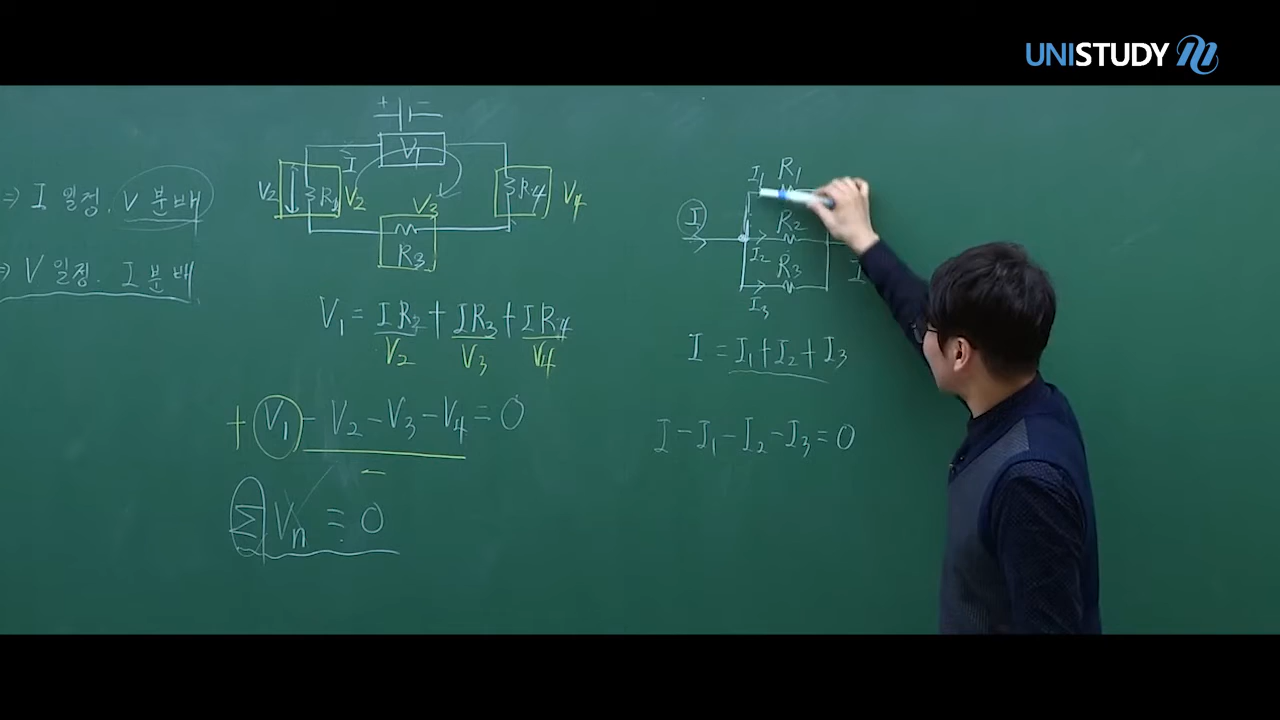 UNISTUDY
⇒ I 일정. V 분배
⇒ V 일정. I 분배
+ −
V₁
I
V₂ R₂ V₂
V₃
R₃
R₄ V₄
V₁ = IR₂ + IR₃ + IR₄
V₂ V₃ V₄
+ V₁ − V₂ − V₃ − V₄ = 0
−
Σ Vₙ = 0
I₁ R₁
I
R₂
I₂
R₃
I
I₃
I = I₁ + I₂ + I₃
I − I₁ − I₂ − I₃ = 0